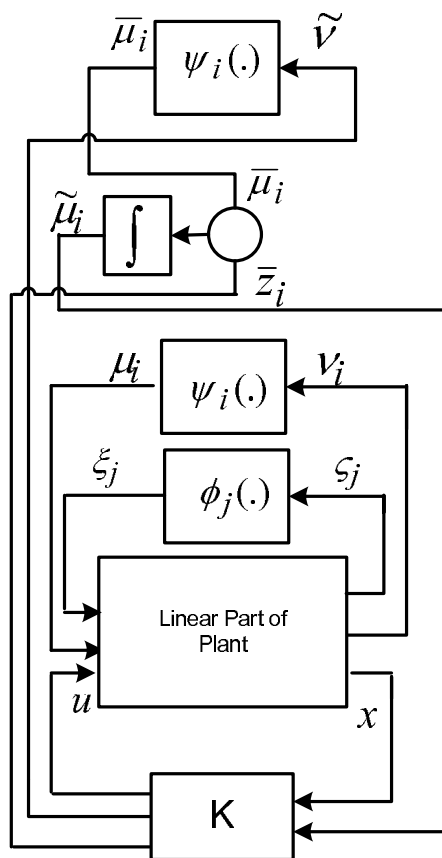 μ̅ᵢ
ψᵢ(.)
ν̃
μ̃ᵢ
∫
μ̅ᵢ
z̅ᵢ
μᵢ
ψᵢ(.)
νᵢ
ξⱼ
ϕⱼ(.)
ςⱼ
Linear Part of
Plant
u
x
K